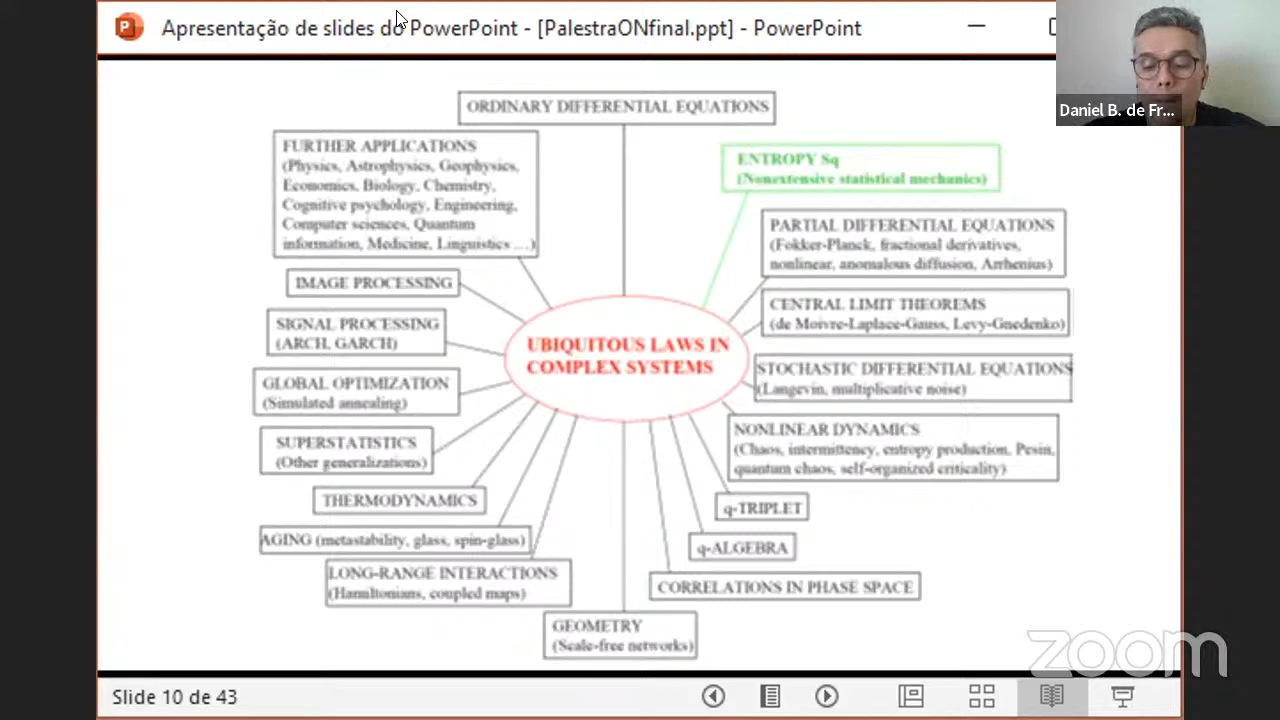 Apresentação de slides do PowerPoint - [PalestraONfinal.ppt] - PowerPoint
Daniel B. de Fr...
ORDINARY DIFFERENTIAL EQUATIONS
FURTHER APPLICATIONS
(Physics, Astrophysics, Geophysics,
Economics, Biology, Chemistry,
Cognitive psychology, Engineering,
Computer sciences, Quantum
information, Medicine, Linguistics ...)
IMAGE PROCESSING
SIGNAL PROCESSING
(ARCH, GARCH)
GLOBAL OPTIMIZATION
(Simulated annealing)
SUPERSTATISTICS
(Other generalizations)
THERMODYNAMICS
AGING (metastability, glass, spin-glass)
LONG-RANGE INTERACTIONS
(Hamiltonians, coupled maps)
GEOMETRY
(Scale-free networks)
UBIQUITOUS LAWS IN
COMPLEX SYSTEMS
ENTROPY Sq
(Nonextensive statistical mechanics)
PARTIAL DIFFERENTIAL EQUATIONS
(Fokker-Planck, fractional derivatives,
nonlinear, anomalous diffusion, Arrhenius)
CENTRAL LIMIT THEOREMS
(de Moivre-Laplace-Gauss, Levy-Gnedenko)
STOCHASTIC DIFFERENTIAL EQUATIONS
(Langevin, multiplicative noise)
NONLINEAR DYNAMICS
(Chaos, intermittency, entropy production, Pesin,
quantum chaos, self-organized criticality)
q-TRIPLET
q-ALGEBRA
CORRELATIONS IN PHASE SPACE
zoom
Slide 10 de 43